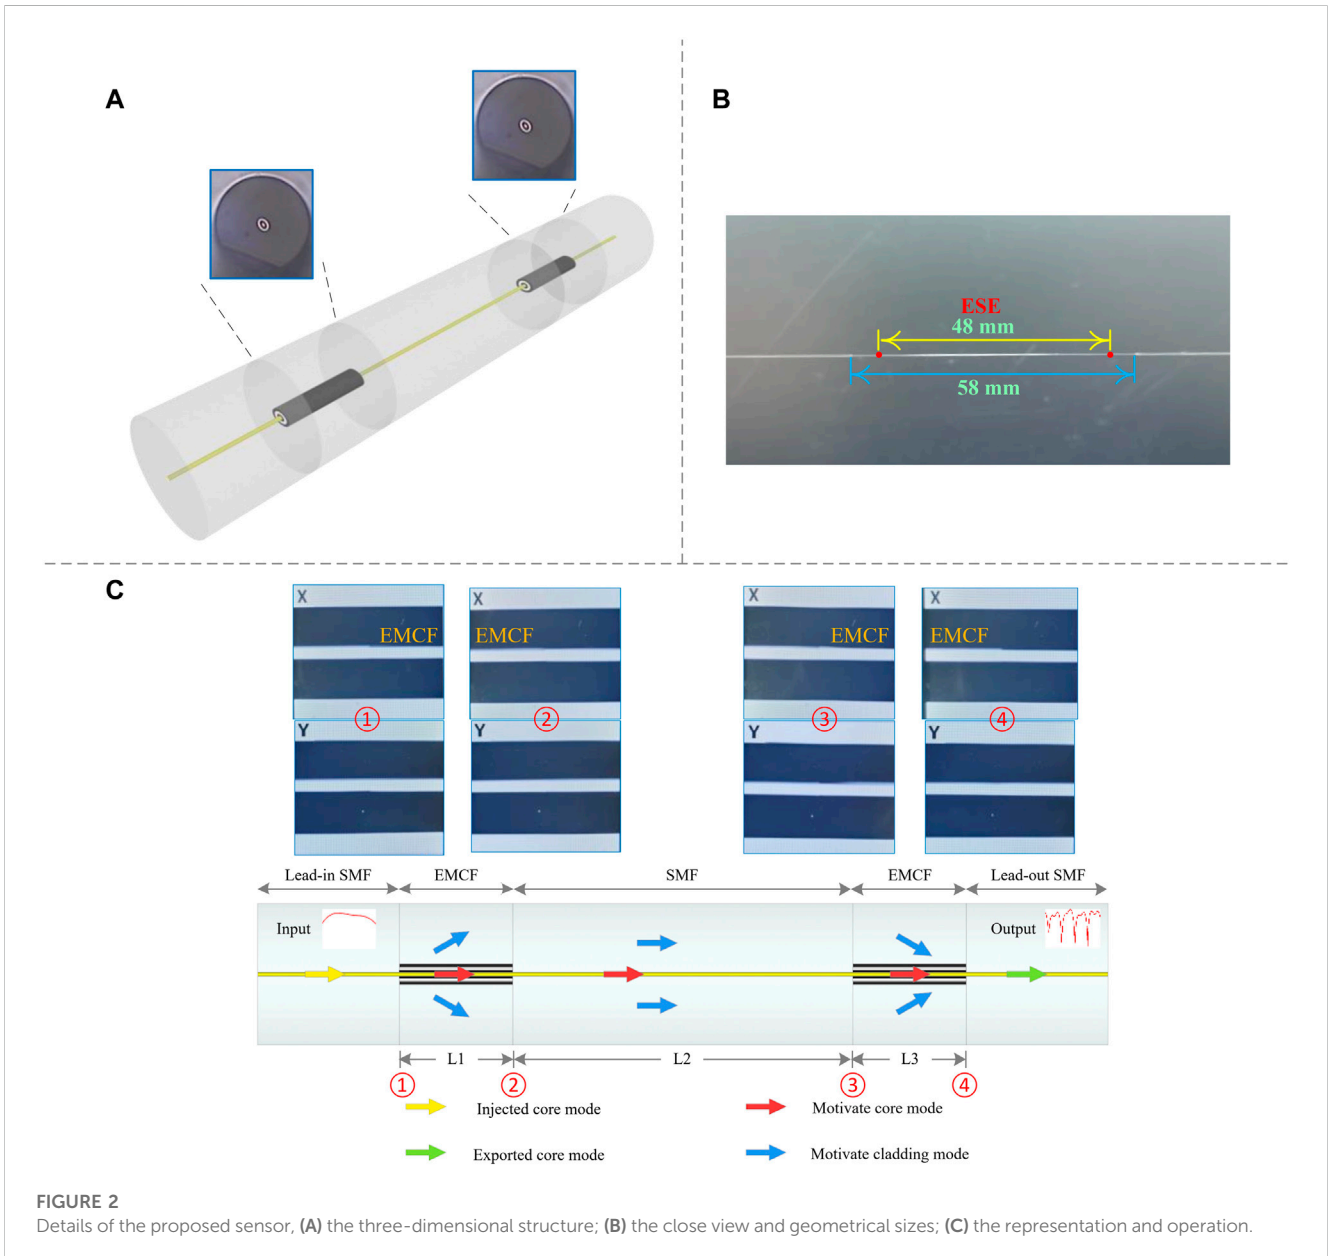 A
B
ESE
48 mm
58 mm
C
X
X
X
X
EMCF
EMCF
EMCF
EMCF
①
②
③
④
Y
Y
Y
Y
Lead-in SMF
EMCF
SMF
EMCF
Lead-out SMF
Input
Output
L1
L2
L3
①
②
③
④
Injected core mode
Motivate core mode
Exported core mode
Motivate cladding mode
FIGURE 2
Details of the proposed sensor, (A) the three-dimensional structure; (B) the close view and geometrical sizes; (C) the representation and operation.